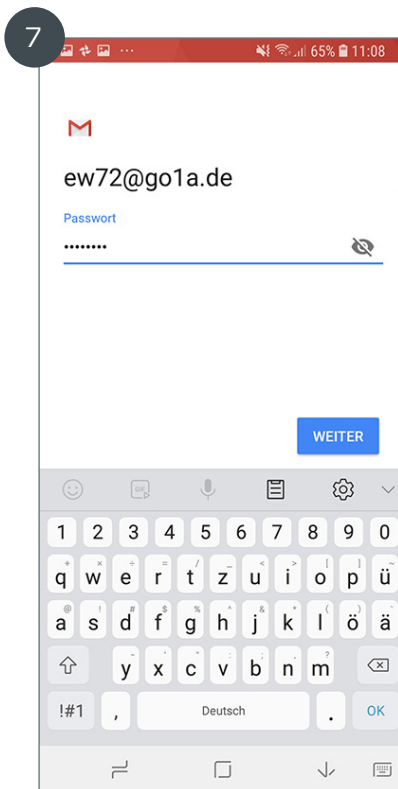 7
65% 11:08
ew72@go1a.de
Passwort
••••••••
WEITER
GIF
1 2 3 4 5 6 7 8 9 0
q w e r t z u i o p ü
a s d f g h j k l ö ä
y x c v b n m
!#1 , Deutsch . OK